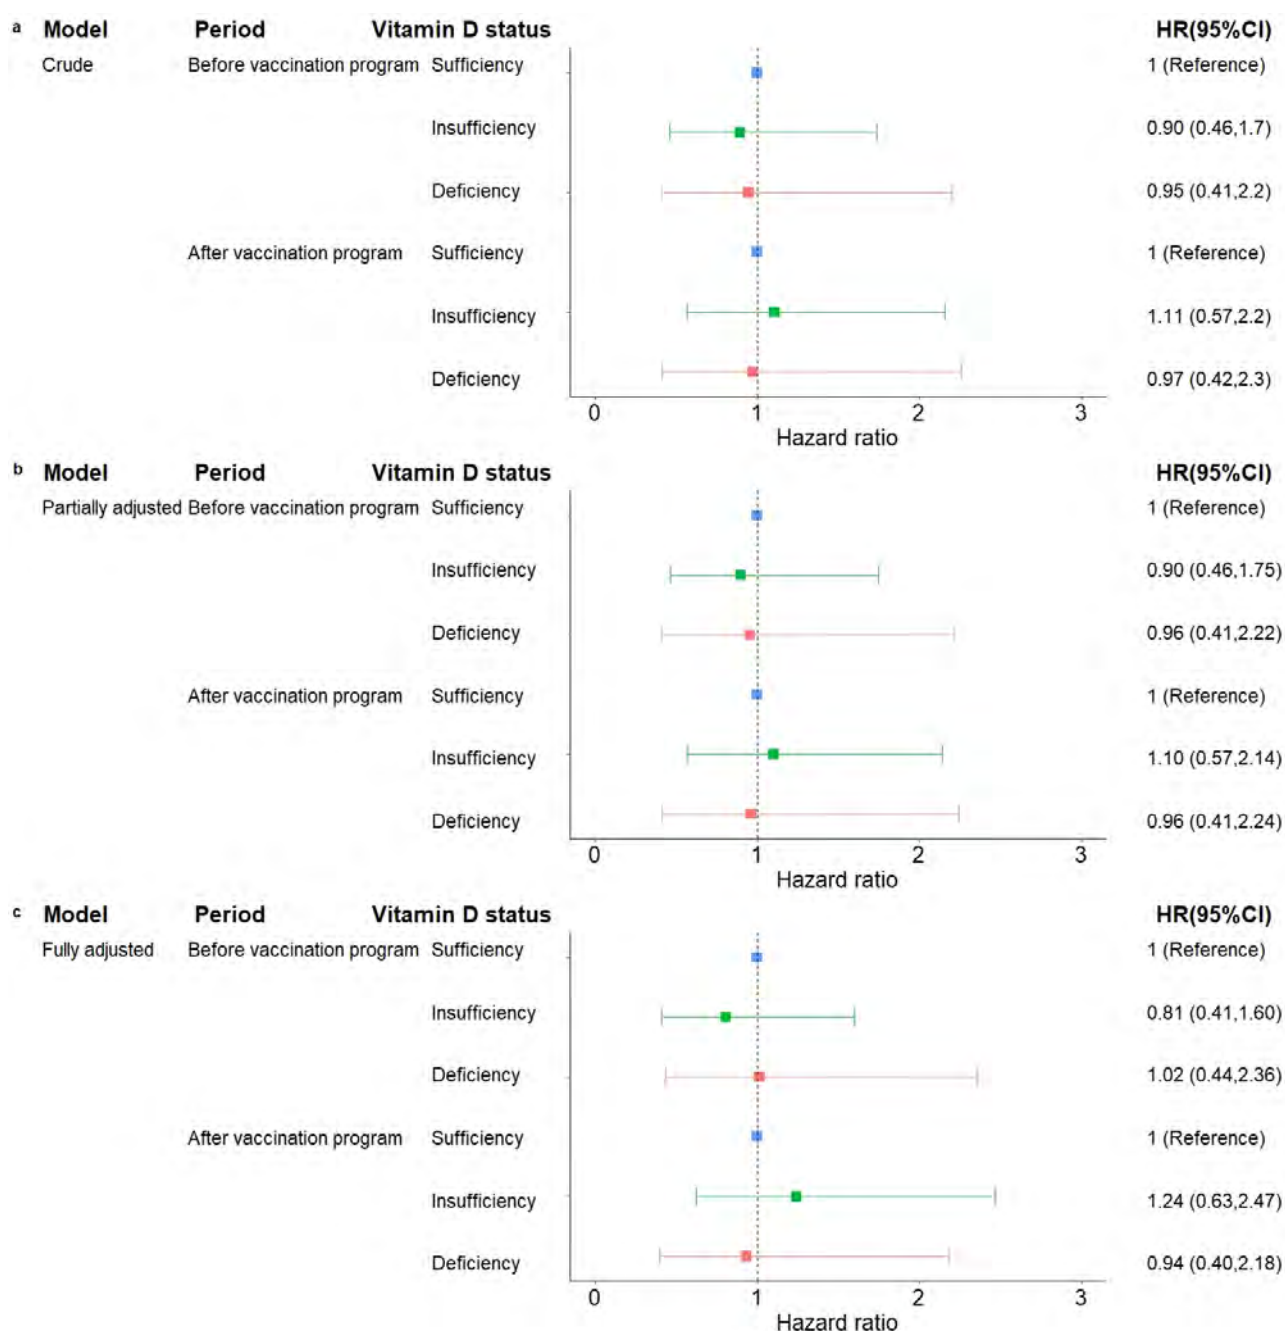 a Model Period Vitamin D status HR(95%CI)
Crude Before vaccination program Sufficiency 1 (Reference)
Insufficiency 0.90 (0.46,1.7)
Deficiency 0.95 (0.41,2.2)
After vaccination program Sufficiency 1 (Reference)
Insufficiency 1.11 (0.57,2.2)
Deficiency 0.97 (0.42,2.3)
0 1 2 3
Hazard ratio
b Model Period Vitamin D status HR(95%CI)
Partially adjusted Before vaccination program Sufficiency 1 (Reference)
Insufficiency 0.90 (0.46,1.75)
Deficiency 0.96 (0.41,2.22)
After vaccination program Sufficiency 1 (Reference)
Insufficiency 1.10 (0.57,2.14)
Deficiency 0.96 (0.41,2.24)
0 1 2 3
Hazard ratio
c Model Period Vitamin D status HR(95%CI)
Fully adjusted Before vaccination program Sufficiency 1 (Reference)
Insufficiency 0.81 (0.41,1.60)
Deficiency 1.02 (0.44,2.36)
After vaccination program Sufficiency 1 (Reference)
Insufficiency 1.24 (0.63,2.47)
Deficiency 0.94 (0.40,2.18)
0 1 2 3
Hazard ratio